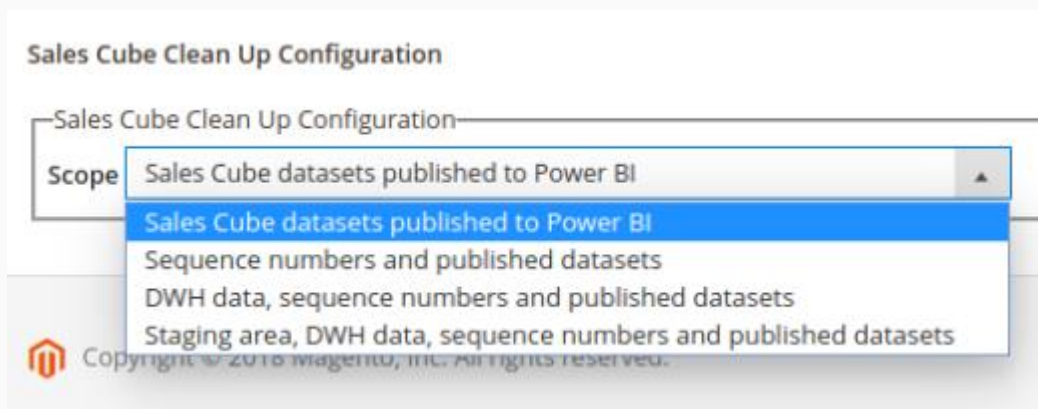 Sales Cube Clean Up Configuration
Sales Cube Clean Up Configuration
Scope Sales Cube datasets published to Power BI
Sales Cube datasets published to Power BI
Sequence numbers and published datasets
DWH data, sequence numbers and published datasets
Staging area, DWH data, sequence numbers and published datasets
Copyright © 2018 Magento, Inc. All rights reserved.